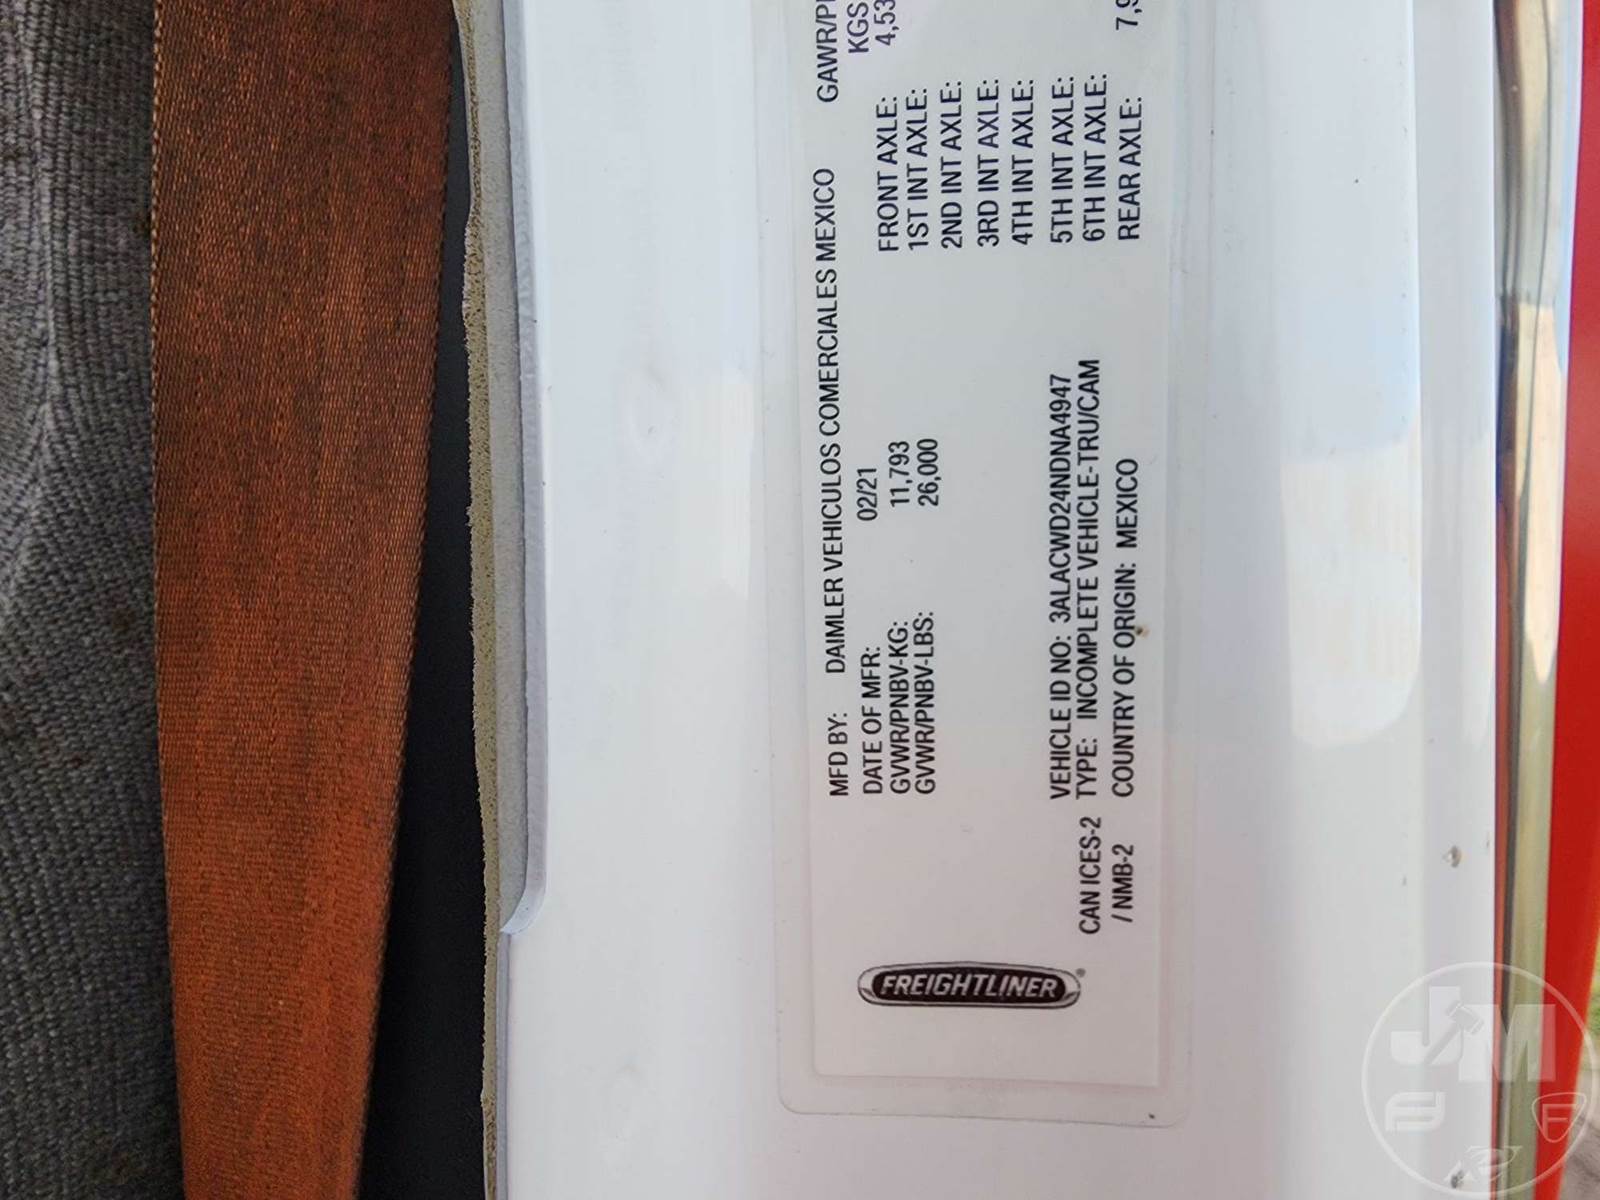 FREIGHTLINER
MFD BY: DAIMLER VEHICULOS COMERCIALES MEXICO GAWR/P
DATE OF MFR: 02/21 KGS
GVWR/PNBV-KG: 11,793 FRONT AXLE: 4,53
GVWR/PNBV-LBS: 26,000 1ST INT AXLE:
2ND INT AXLE:
3RD INT AXLE:
4TH INT AXLE:
VEHICLE ID NO: 3ALACWD24NDNA4947 5TH INT AXLE:
CAN ICES-2 TYPE: INCOMPLETE VEHICLE-TRU/CAM 6TH INT AXLE:
/ NMB-2 COUNTRY OF ORIGIN: MEXICO REAR AXLE: 7,9
JM